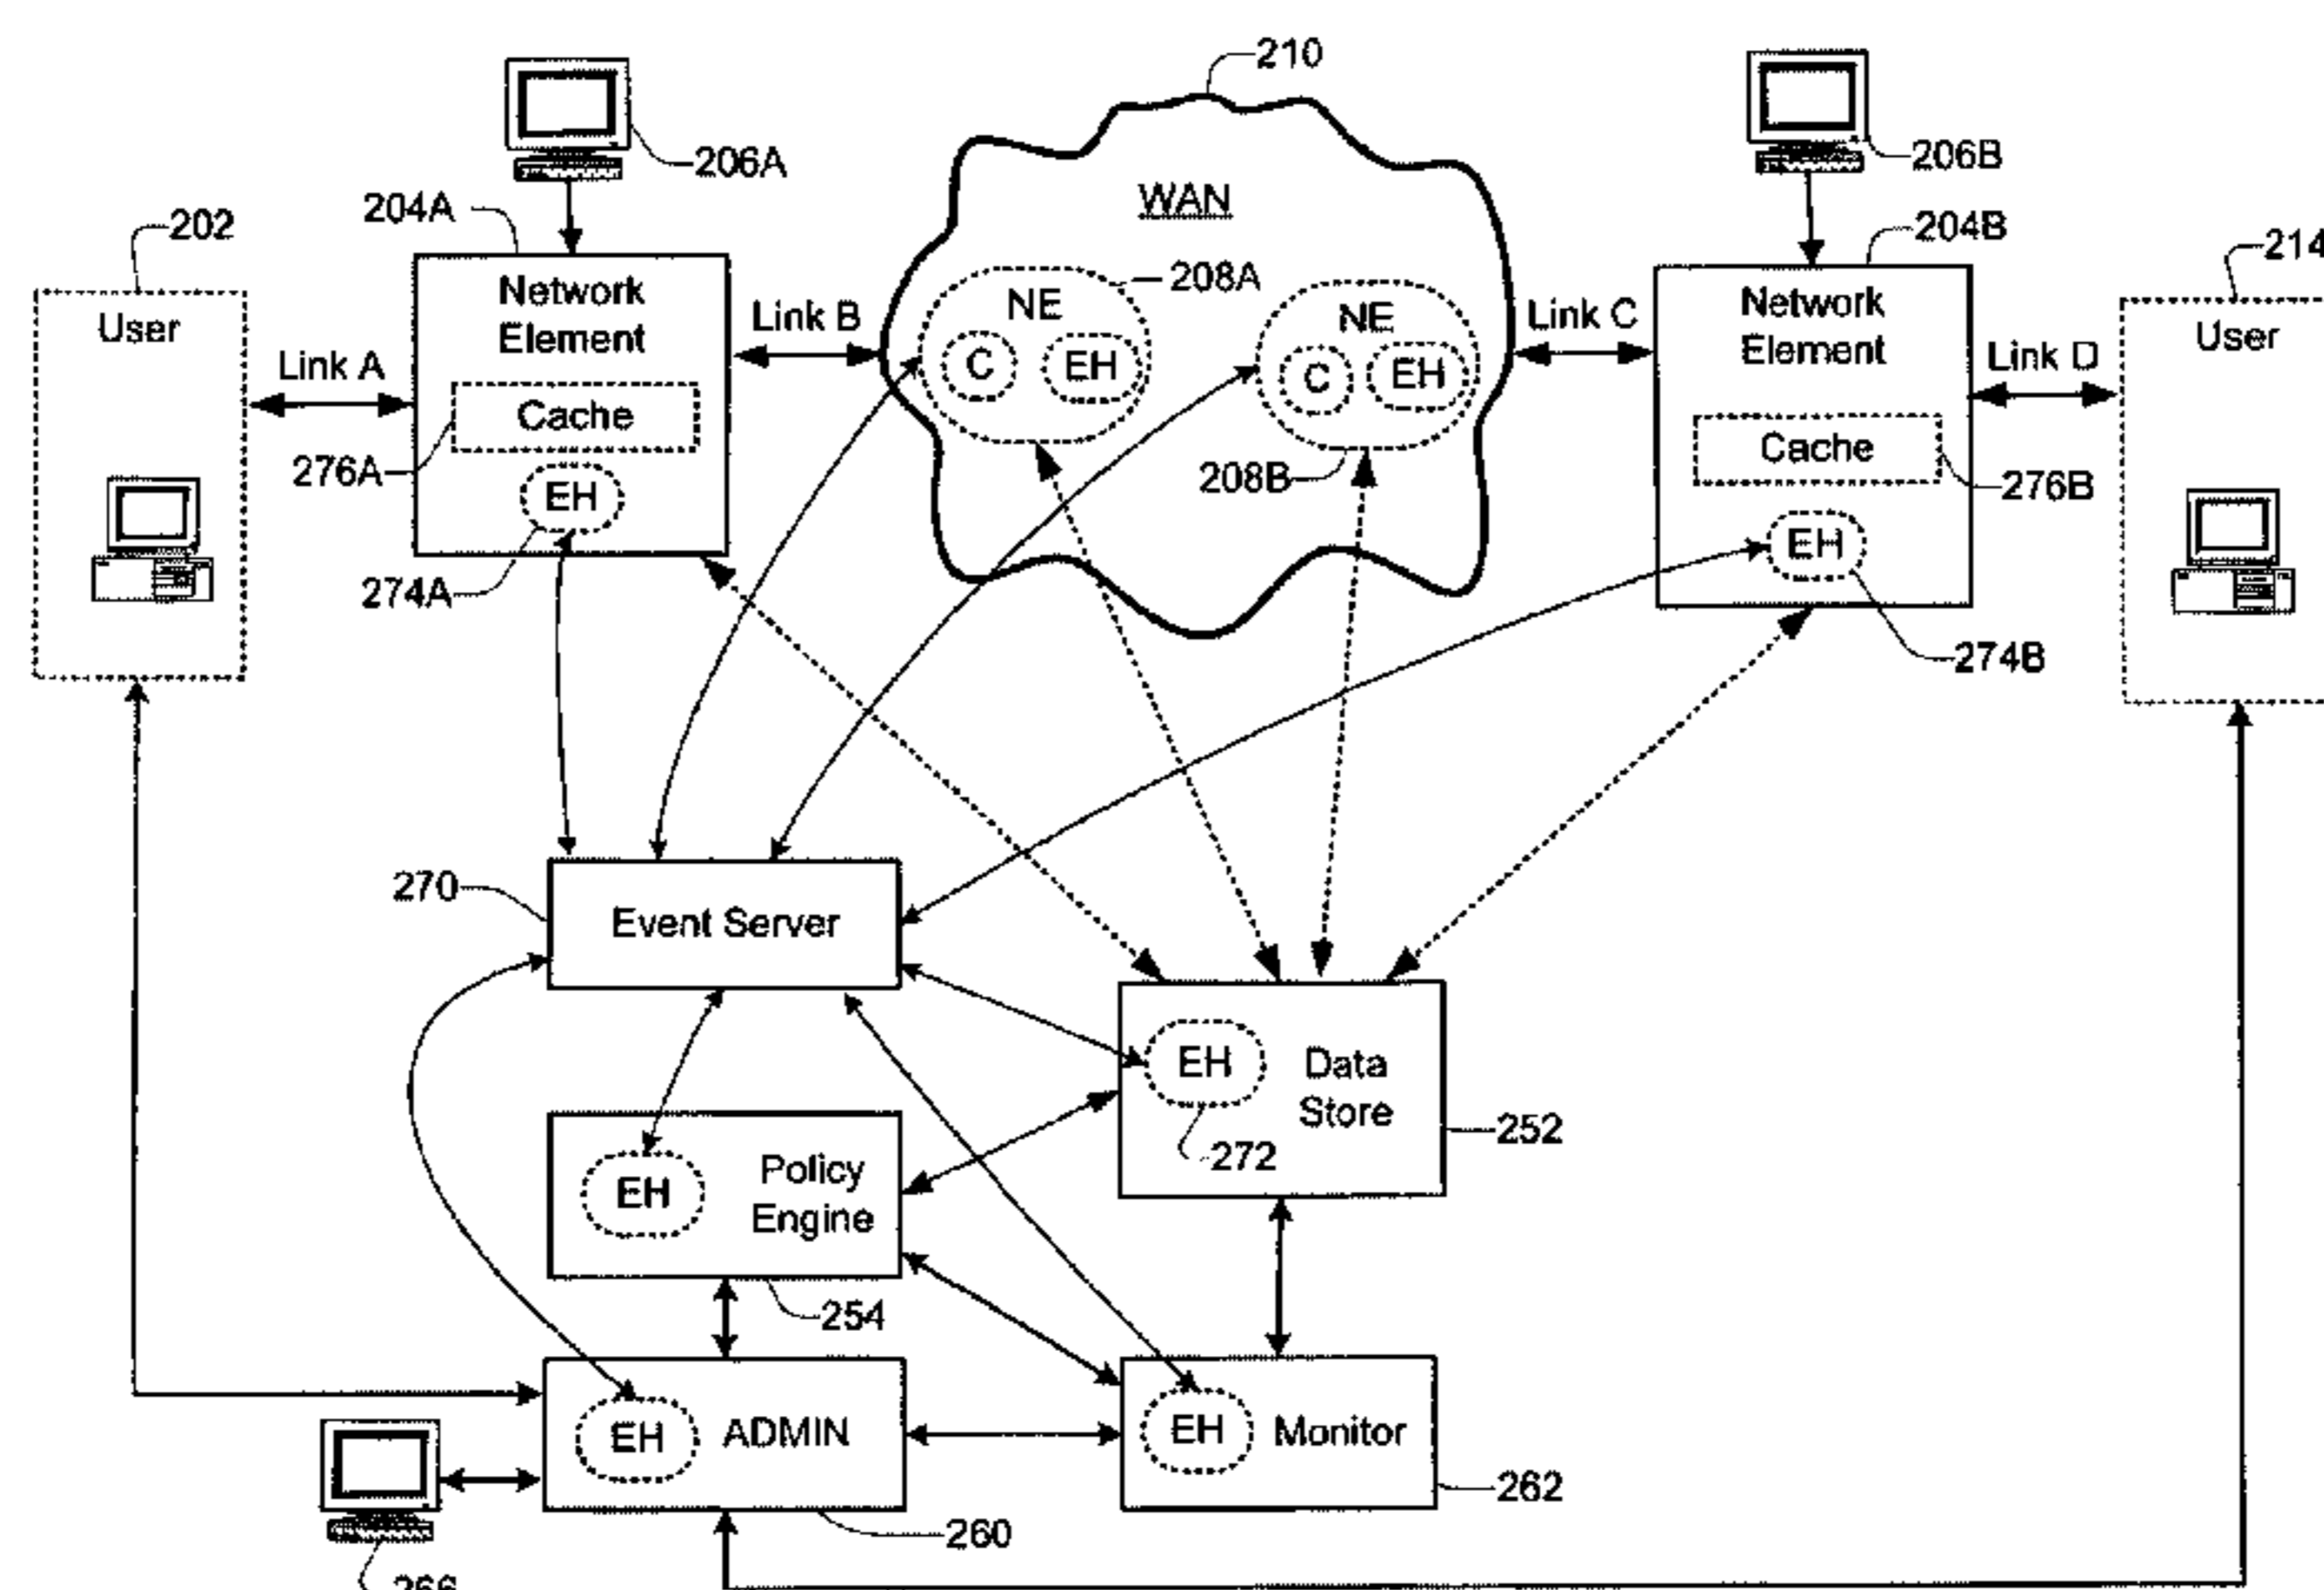 210
206A
206B
204A
WAN
202
204B
214
Network
Element
208A
Network
Element
User
Link B
NE
NE
Link C
User
Link A
C
EH
C
EH
Link D
Cache
Cache
276A
208B
276B
EH
EH
274A
274B
270
Event Server
EH
Data
Store
252
272
EH
Policy
Engine
254
EH
ADMIN
EH
Monitor
262
260
266